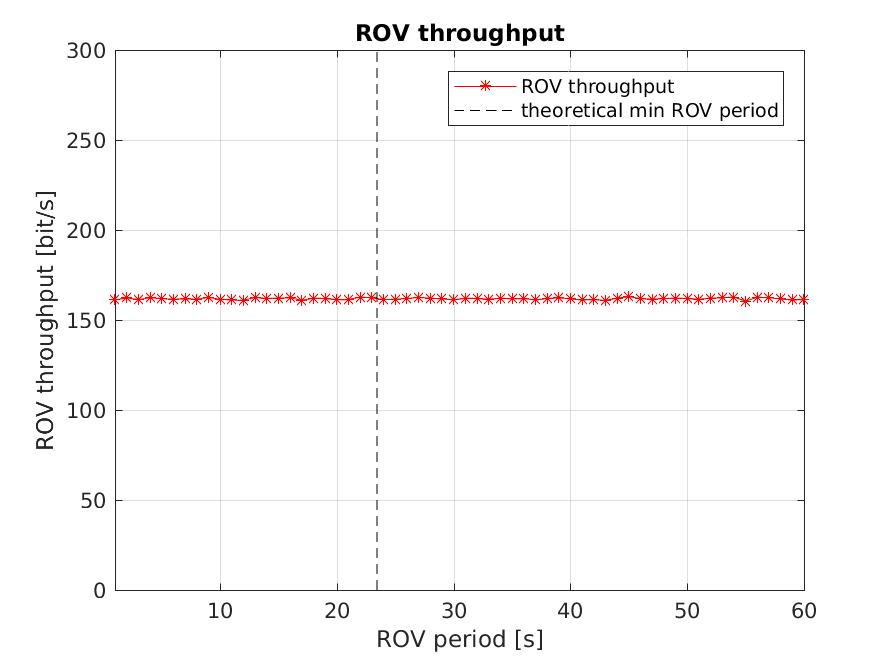 ROV throughput
300
250
200
150
100
50
0
ROV throughput [bit/s]
ROV throughput
theoretical min ROV period
10
20
30
40
50
60
ROV period [s]